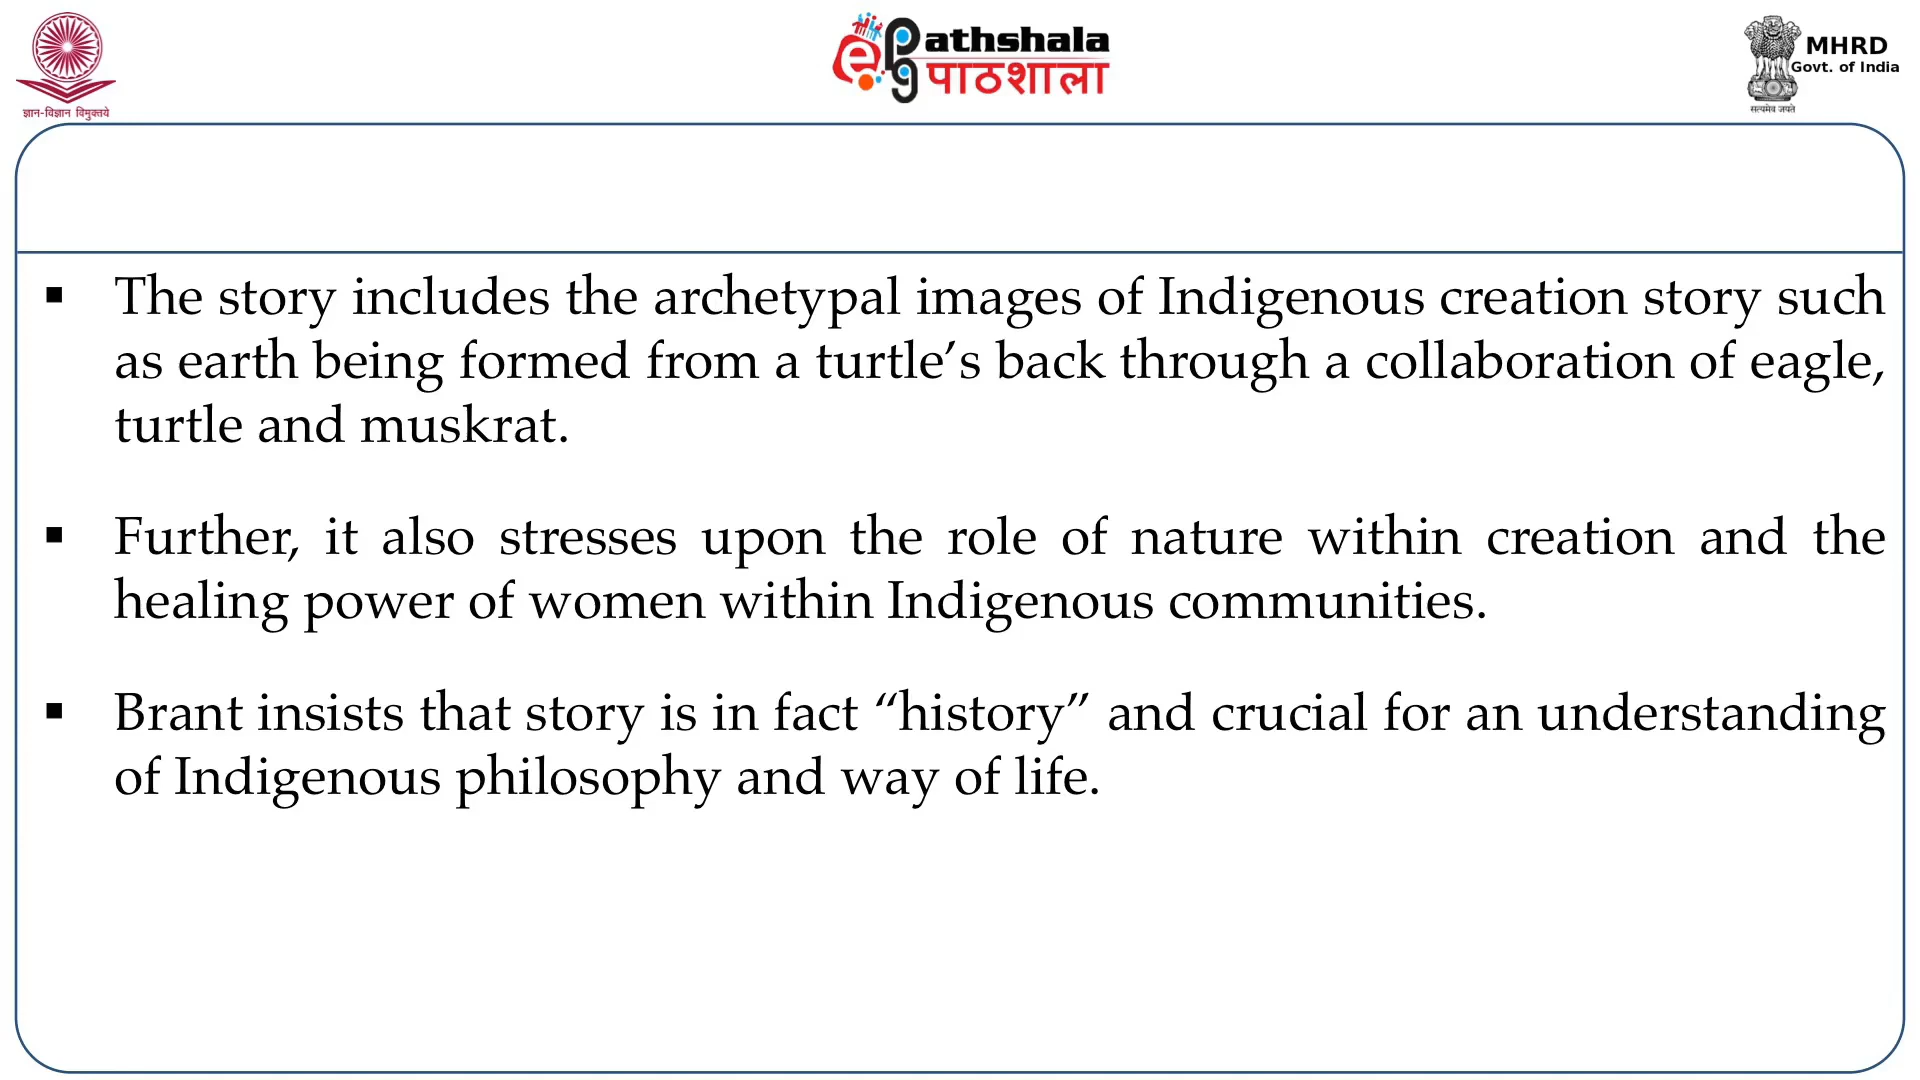 ज्ञान-विज्ञान विमुक्तये
ePG Pathshala
पाठशाला
MHRD
Govt. of India
सत्यमेव जयते
▪ The story includes the archetypal images of Indigenous creation story such
as earth being formed from a turtle’s back through a collaboration of eagle,
turtle and muskrat.
▪ Further, it also stresses upon the role of nature within creation and the
healing power of women within Indigenous communities.
▪ Brant insists that story is in fact “history” and crucial for an understanding
of Indigenous philosophy and way of life.